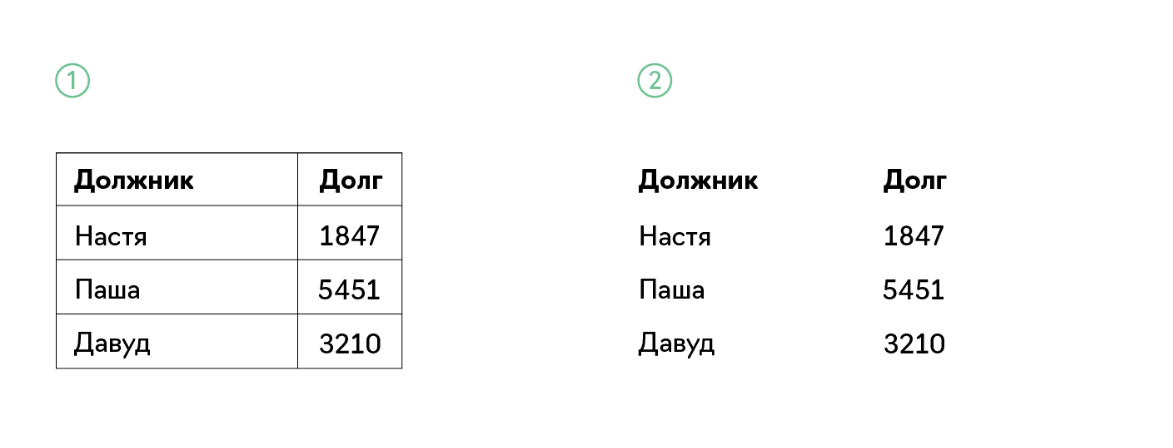 1
Должник Долг
Настя 1847
Паша 5451
Давуд 3210
2
Должник Долг
Настя 1847
Паша 5451
Давуд 3210